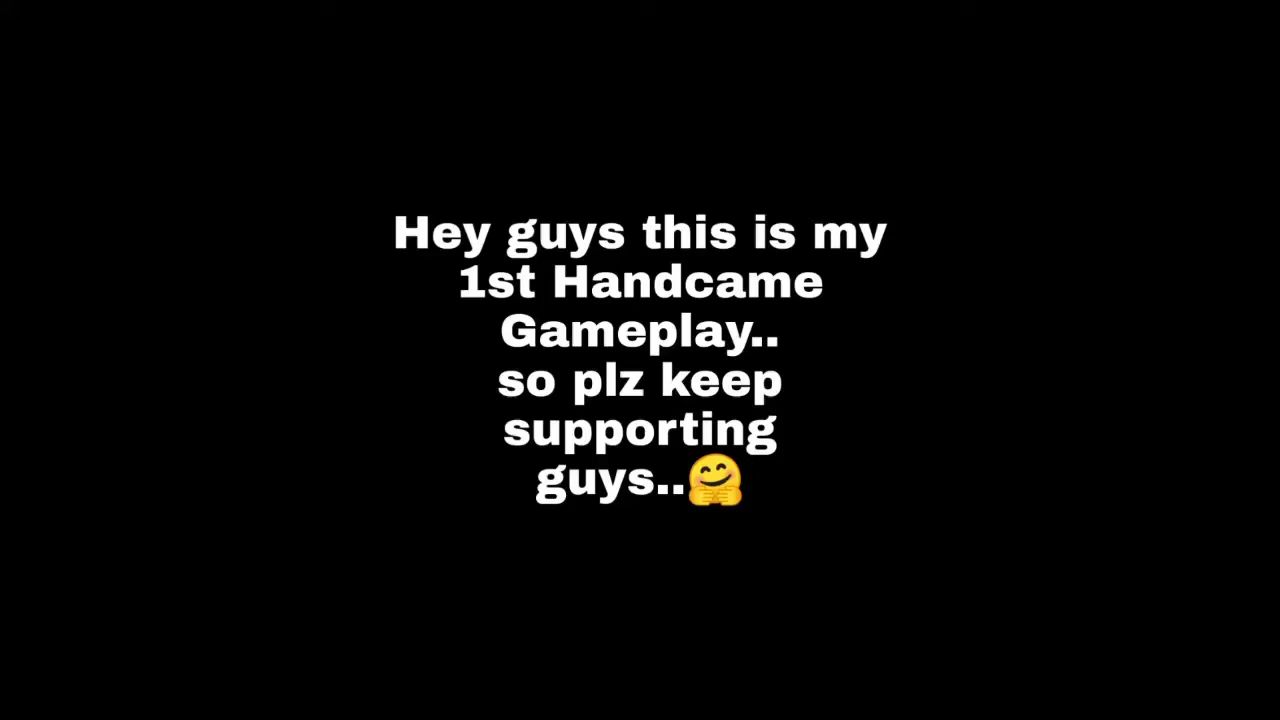 Hey guys this is my
1st Handcame
Gameplay..
so plz keep
supporting
guys..🤗